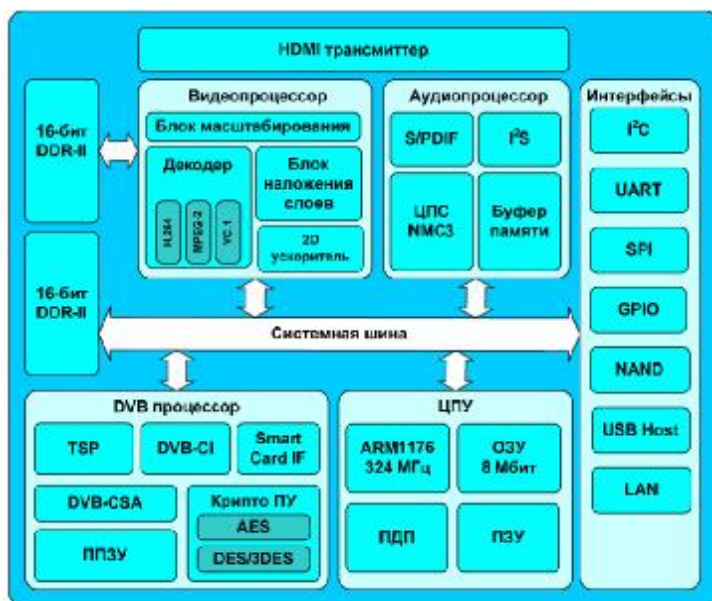 HDMI трансмиттер
16-бит
DDR-II
16-бит
DDR-II
Видеопроцессор
Блок масштабирования
Декодер
H.264
MPEG-2
VC-1
Блок
наложения
слоев
2D
ускоритель
Аудиопроцессор
S/PDIF
I²S
ЦПС
NMC3
Буфер
памяти
Интерфейсы
I²C
UART
SPI
GPIO
NAND
USB Host
LAN
Системная шина
DVB процессор
TSP
DVB-CI
Smart
Card IF
DVB-CSA
ППЗУ
Крипто ПУ
AES
DES/3DES
ЦПУ
ARM1176
324 МГц
ОЗУ
8 Мбит
ПДП
ПЗУ